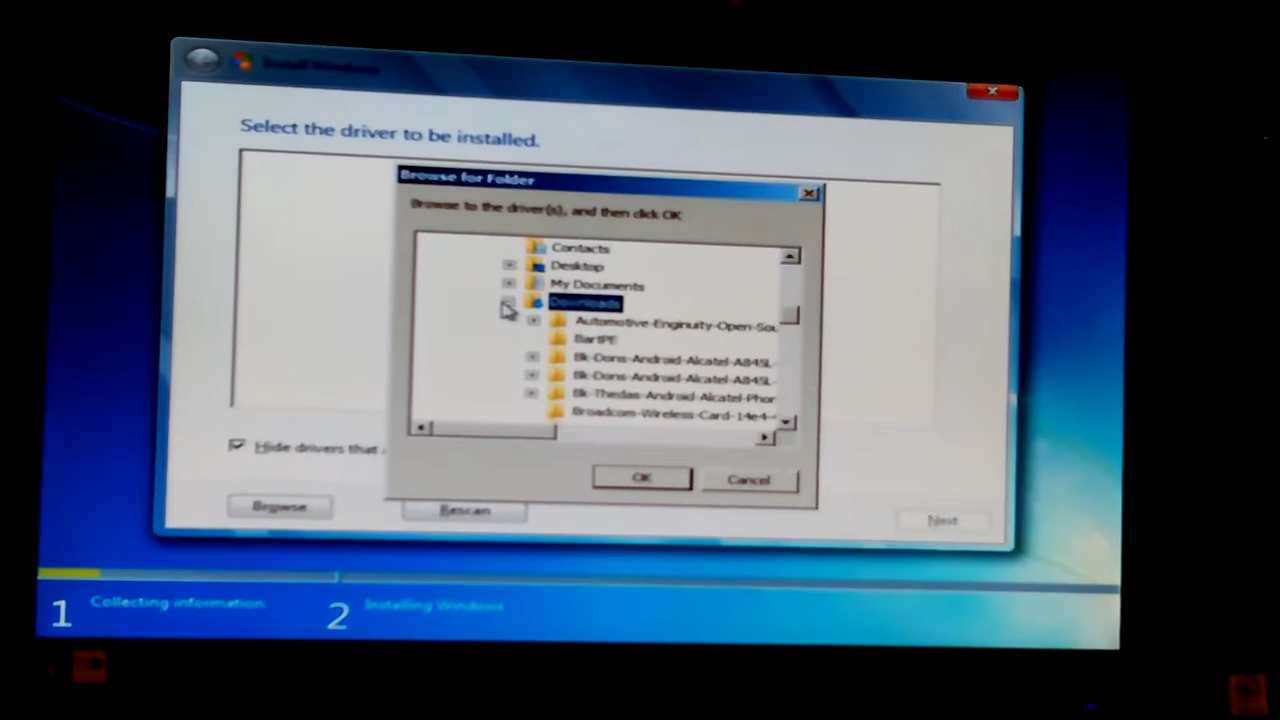 Install Windows
Select the driver to be installed.
Browse for Folder
Browse to the driver(s), and then click OK
Contacts
Desktop
My Documents
Downloads
Automotive-Enginuity-Open-Sou
BartPE
Bk-Dons-Android-Alcatel-A845L-
Bk-Dons-Android-Alcatel-A845L-
Bk-Thedas-Android-Alcatel-Phon
Broadcom-Wireless-Card-14e4-
Hide drivers that a
OK
Cancel
Browse
Rescan
Next
1 Collecting information
2 Installing Windows